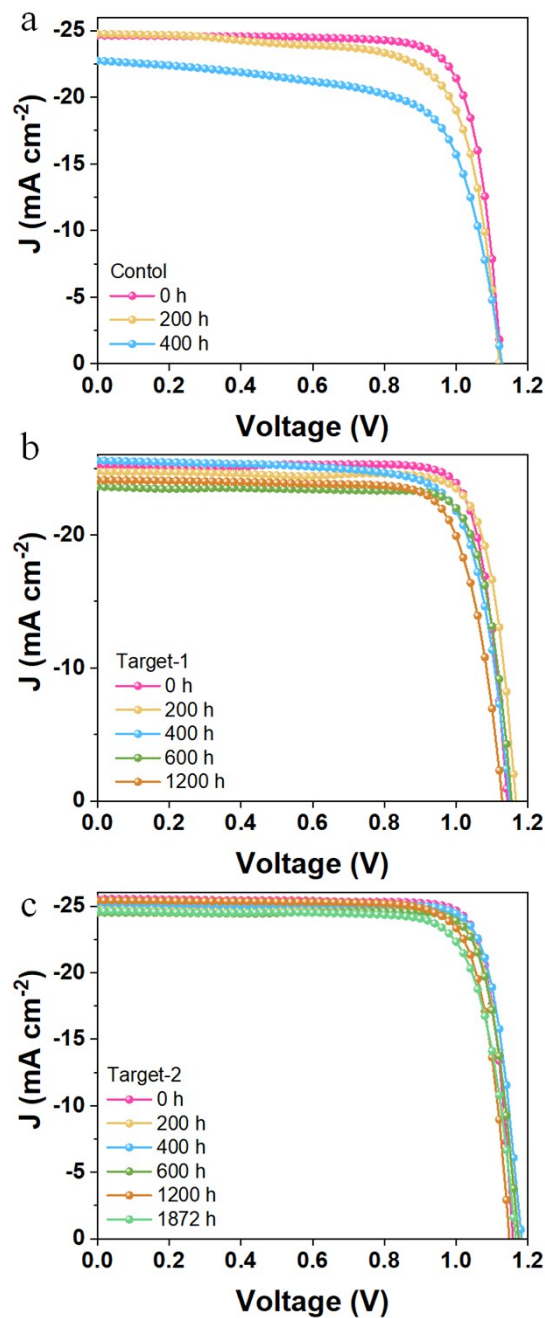 a
-25
-20
-15
-10
-5
0
J (mA cm⁻²)
Contol
0 h
200 h
400 h
0.0 0.2 0.4 0.6 0.8 1.0 1.2
Voltage (V)
b
-20
-10
0
J (mA cm⁻²)
Target-1
0 h
200 h
400 h
600 h
1200 h
0.0 0.2 0.4 0.6 0.8 1.0 1.2
Voltage (V)
c
-25
-20
-15
-10
-5
0
J (mA cm⁻²)
Target-2
0 h
200 h
400 h
600 h
1200 h
1872 h
0.0 0.2 0.4 0.6 0.8 1.0 1.2
Voltage (V)